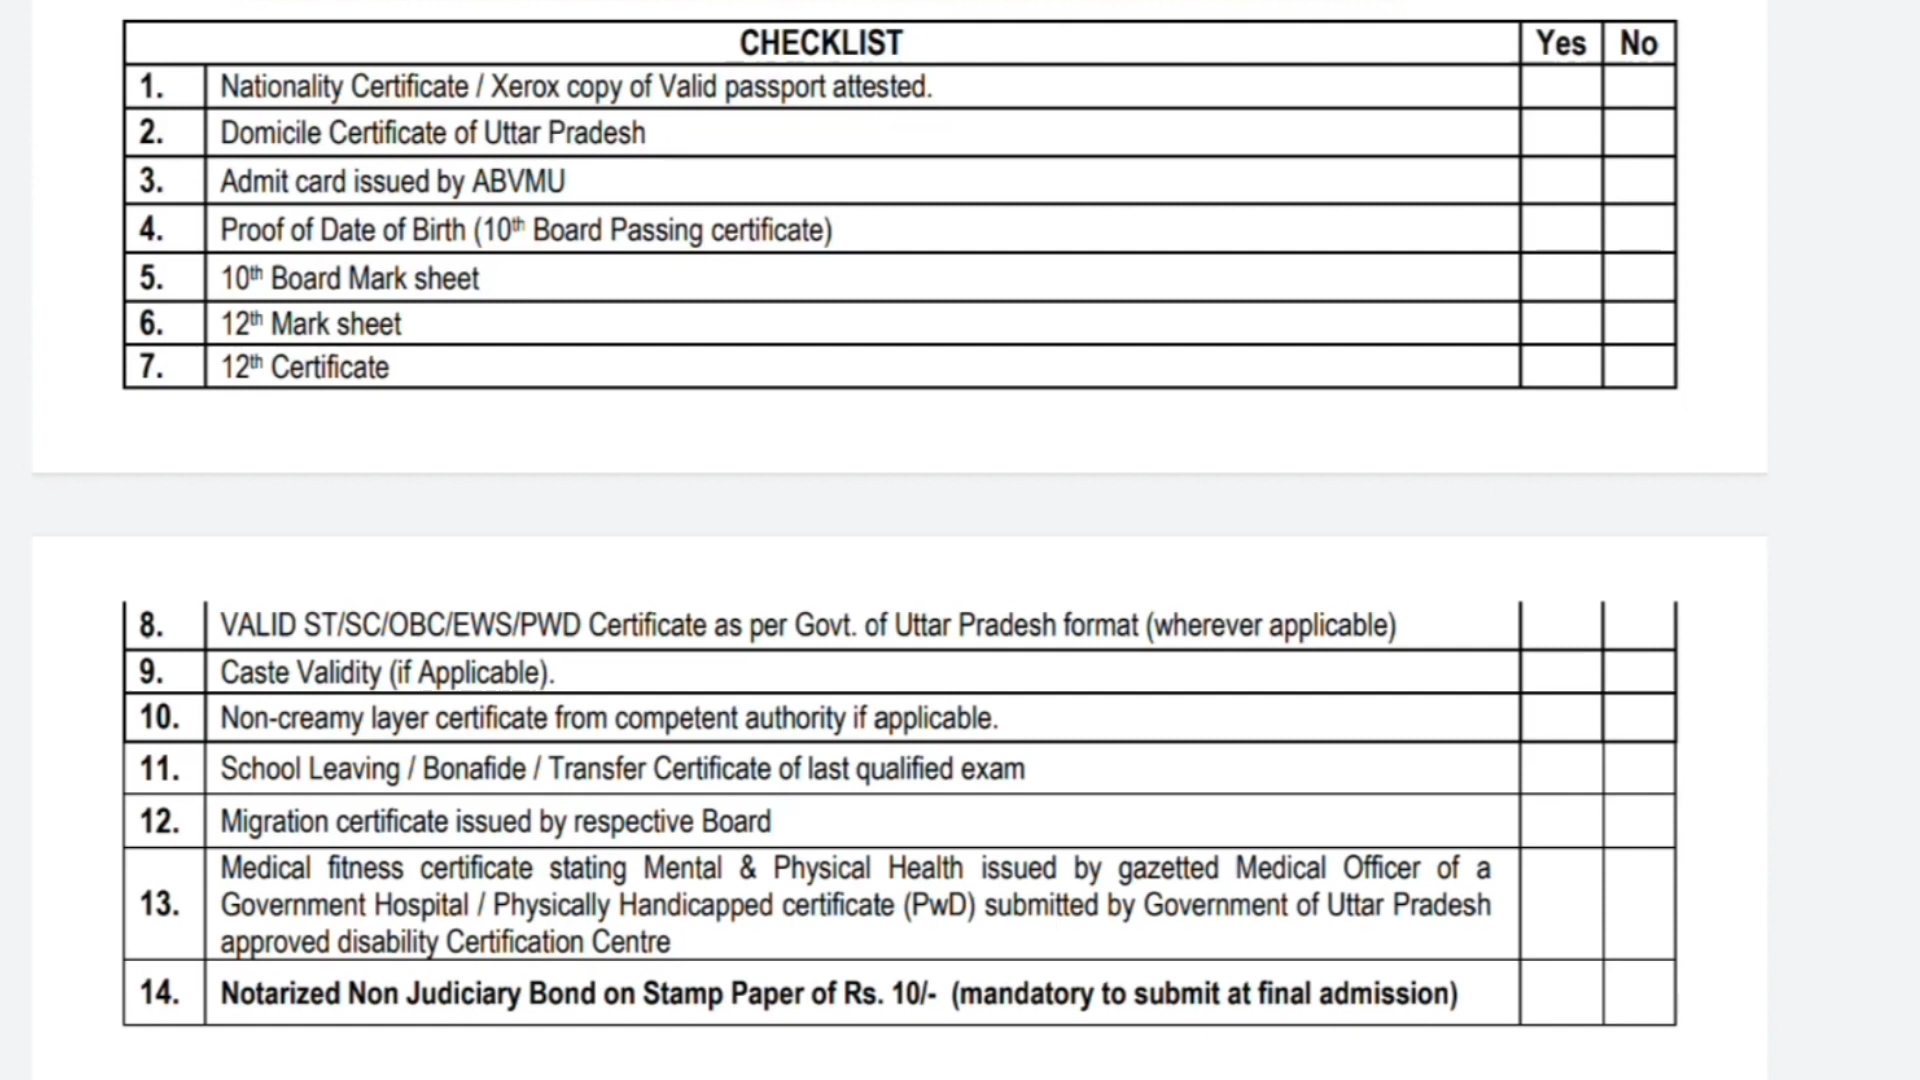 CHECKLIST Yes No
1. Nationality Certificate / Xerox copy of Valid passport attested.
2. Domicile Certificate of Uttar Pradesh
3. Admit card issued by ABVMU
4. Proof of Date of Birth (10th Board Passing certificate)
5. 10th Board Mark sheet
6. 12th Mark sheet
7. 12th Certificate
8. VALID ST/SC/OBC/EWS/PWD Certificate as per Govt. of Uttar Pradesh format (wherever applicable)
9. Caste Validity (if Applicable).
10. Non-creamy layer certificate from competent authority if applicable.
11. School Leaving / Bonafide / Transfer Certificate of last qualified exam
12. Migration certificate issued by respective Board
13. Medical fitness certificate stating Mental & Physical Health issued by gazetted Medical Officer of a
Government Hospital / Physically Handicapped certificate (PwD) submitted by Government of Uttar Pradesh
approved disability Certification Centre
14. Notarized Non Judiciary Bond on Stamp Paper of Rs. 10/- (mandatory to submit at final admission)